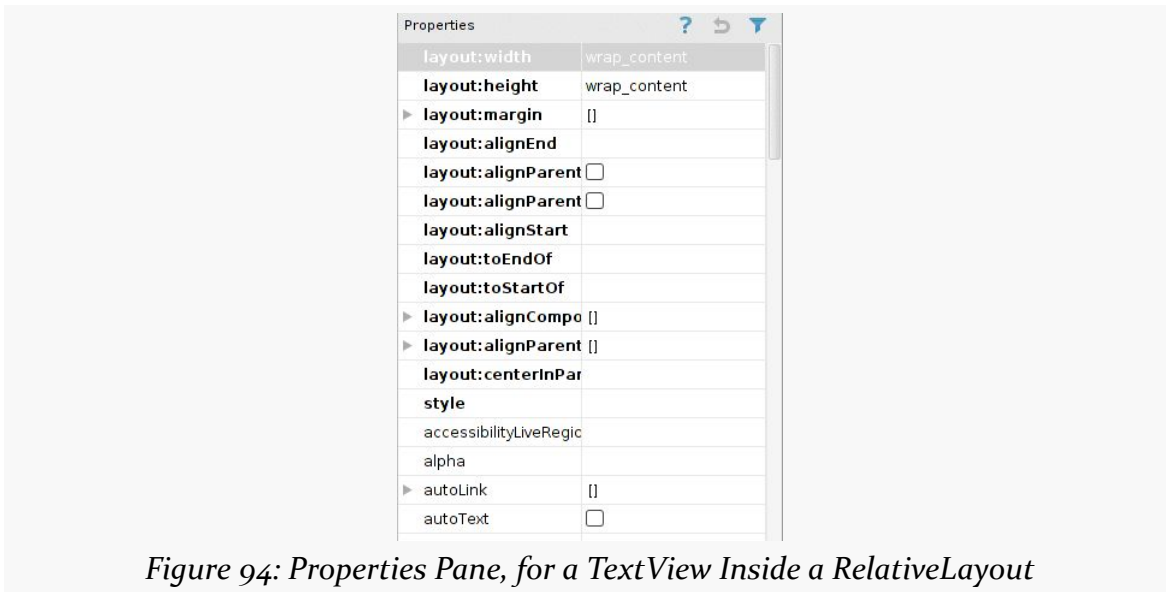 Properties ?
layout:width wrap_content
layout:height wrap_content
layout:margin []
layout:alignEnd
layout:alignParent
layout:alignParent
layout:alignStart
layout:toEndOf
layout:toStartOf
layout:alignCompo []
layout:alignParent []
layout:centerInPar
style
accessibilityLiveRegio
alpha
autoLink []
autoText
Figure 94: Properties Pane, for a TextView Inside a RelativeLayout